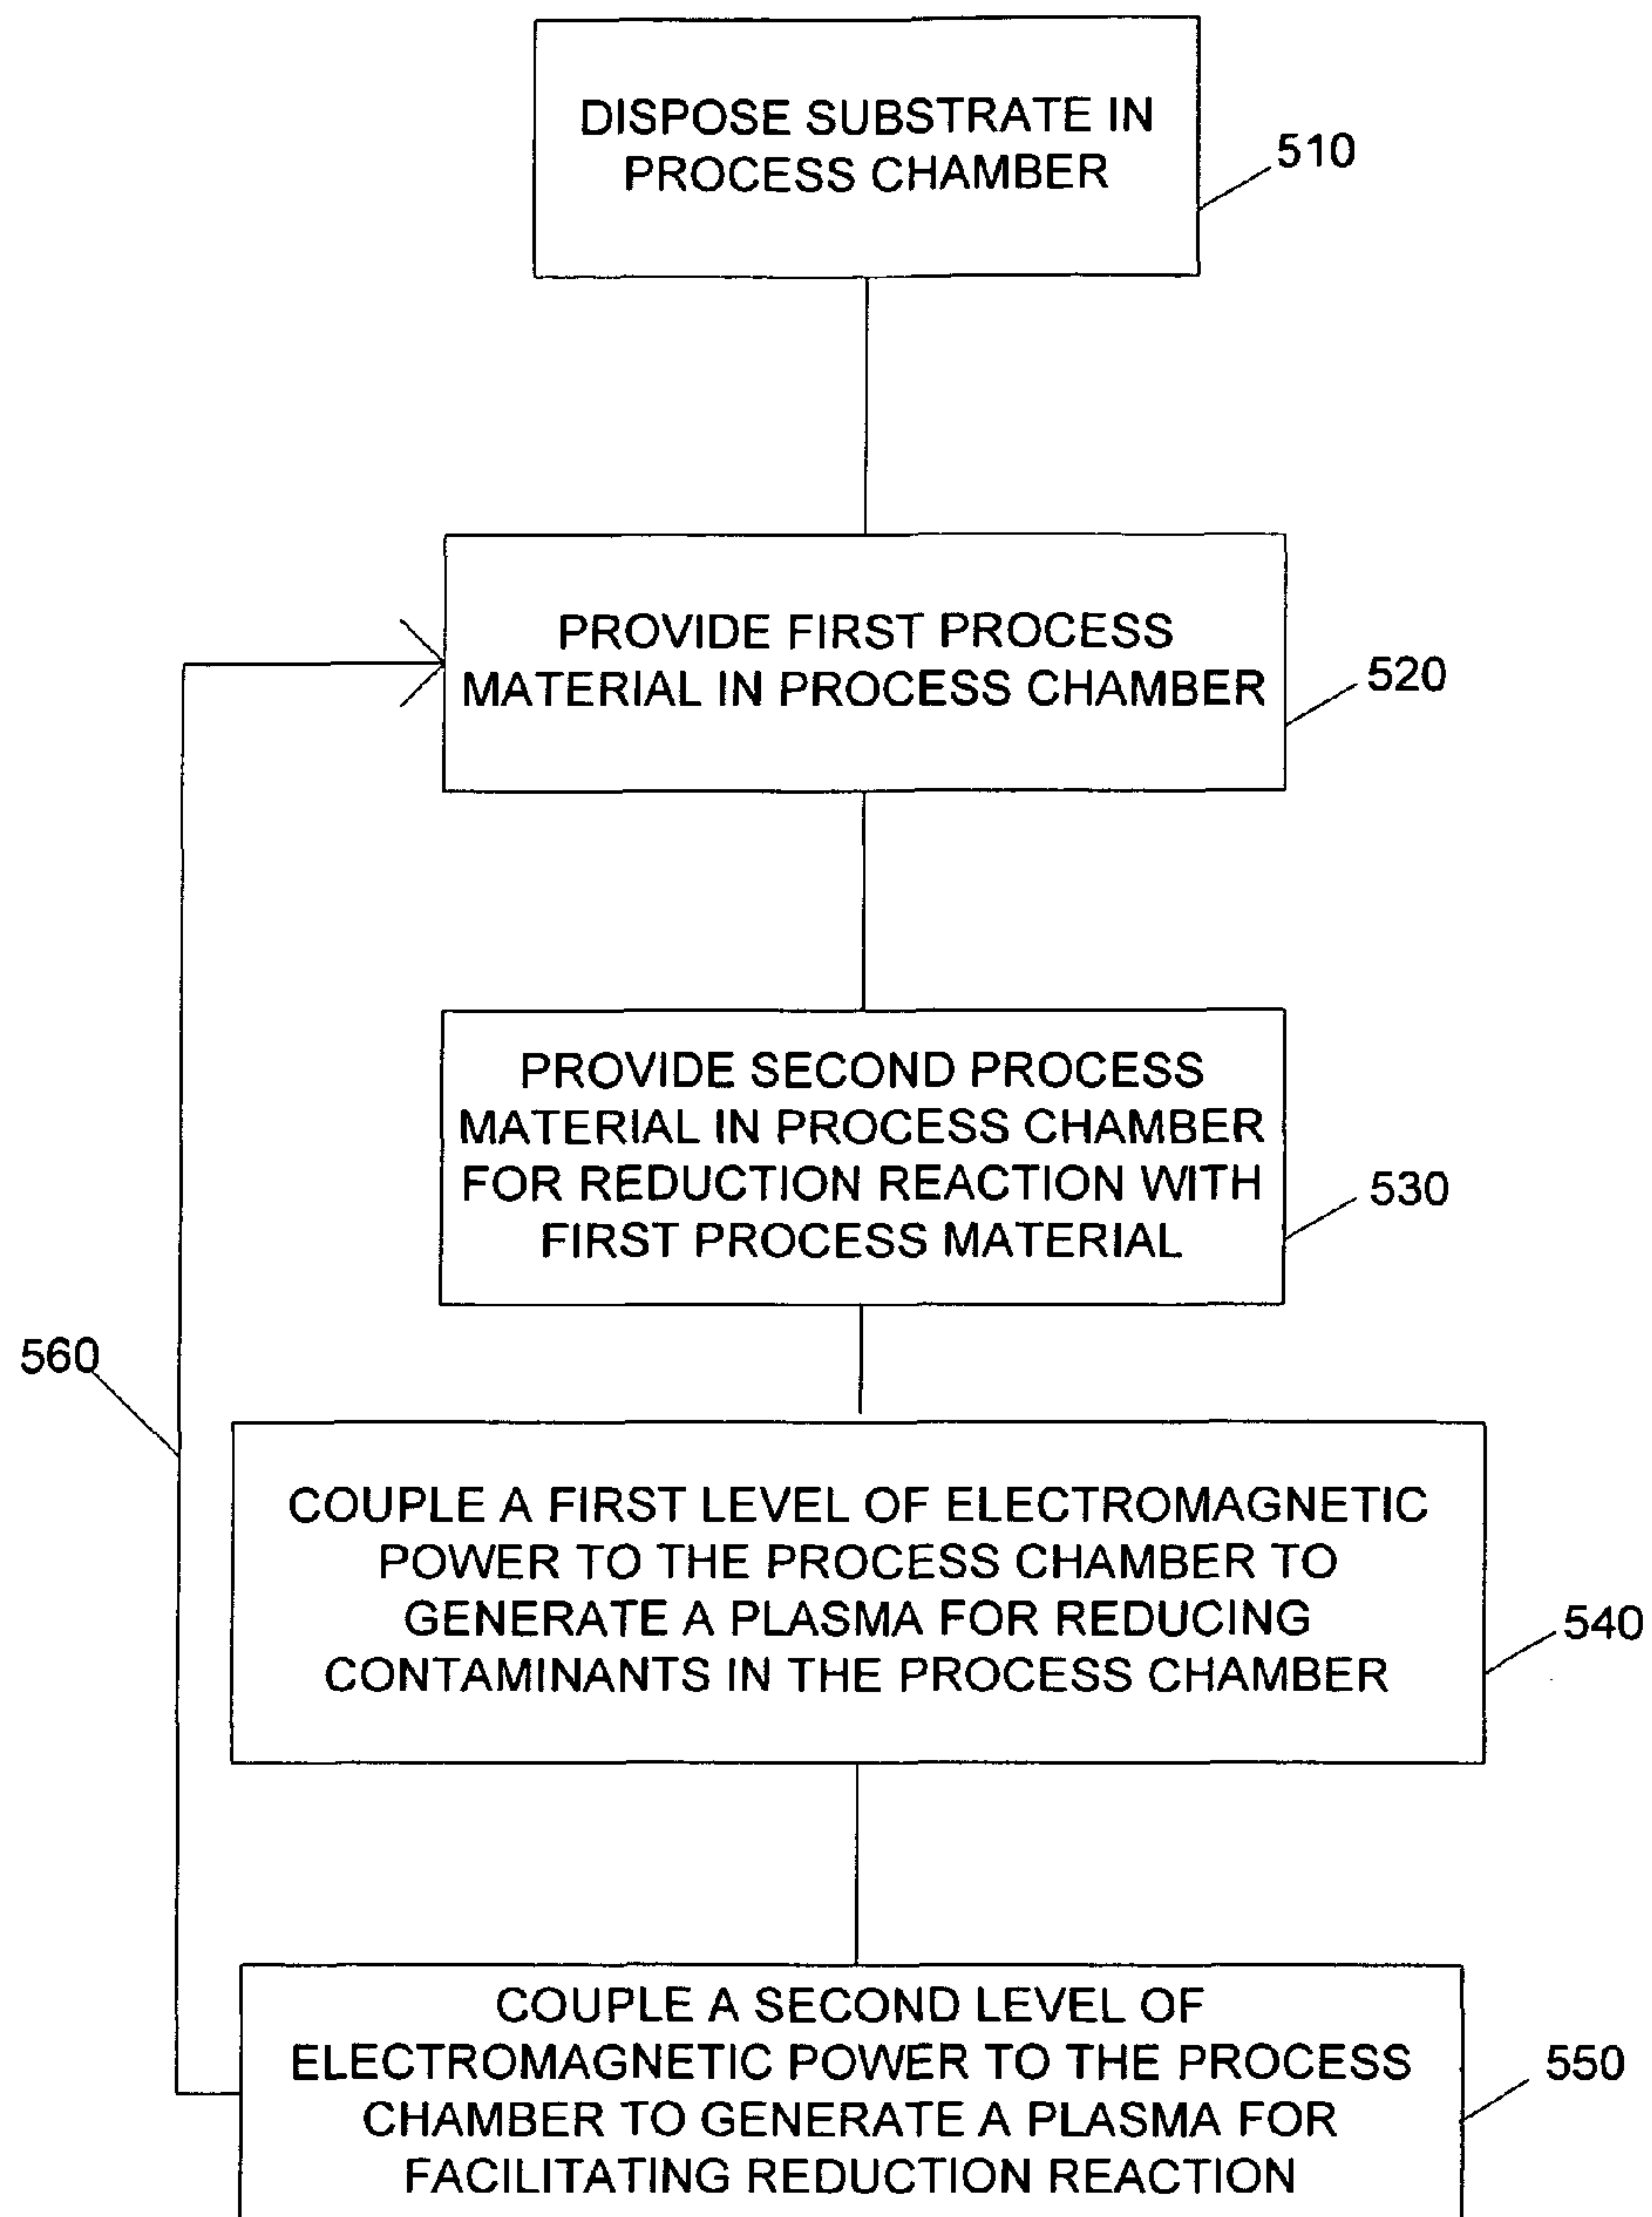 DISPOSE SUBSTRATE IN
PROCESS CHAMBER
510
PROVIDE FIRST PROCESS
MATERIAL IN PROCESS CHAMBER
520
PROVIDE SECOND PROCESS
MATERIAL IN PROCESS CHAMBER
FOR REDUCTION REACTION WITH
FIRST PROCESS MATERIAL
530
560
COUPLE A FIRST LEVEL OF ELECTROMAGNETIC
POWER TO THE PROCESS CHAMBER TO
GENERATE A PLASMA FOR REDUCING
CONTAMINANTS IN THE PROCESS CHAMBER
540
COUPLE A SECOND LEVEL OF
ELECTROMAGNETIC POWER TO THE PROCESS
CHAMBER TO GENERATE A PLASMA FOR
FACILITATING REDUCTION REACTION
550